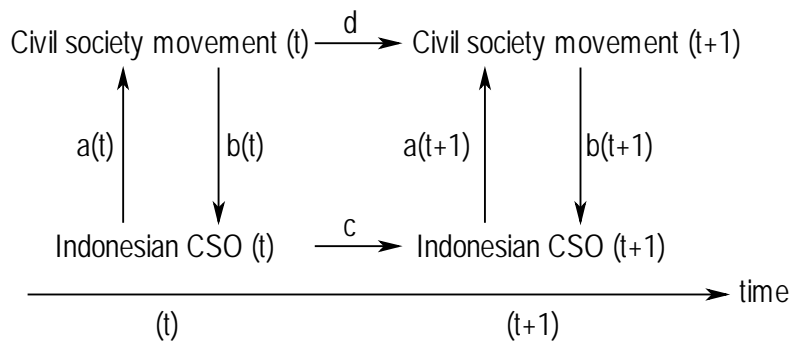 d
Civil society movement (t) Civil society movement (t+1)
a(t) b(t) a(t+1) b(t+1)
c
Indonesian CSO (t) Indonesian CSO (t+1)
time
(t) (t+1)